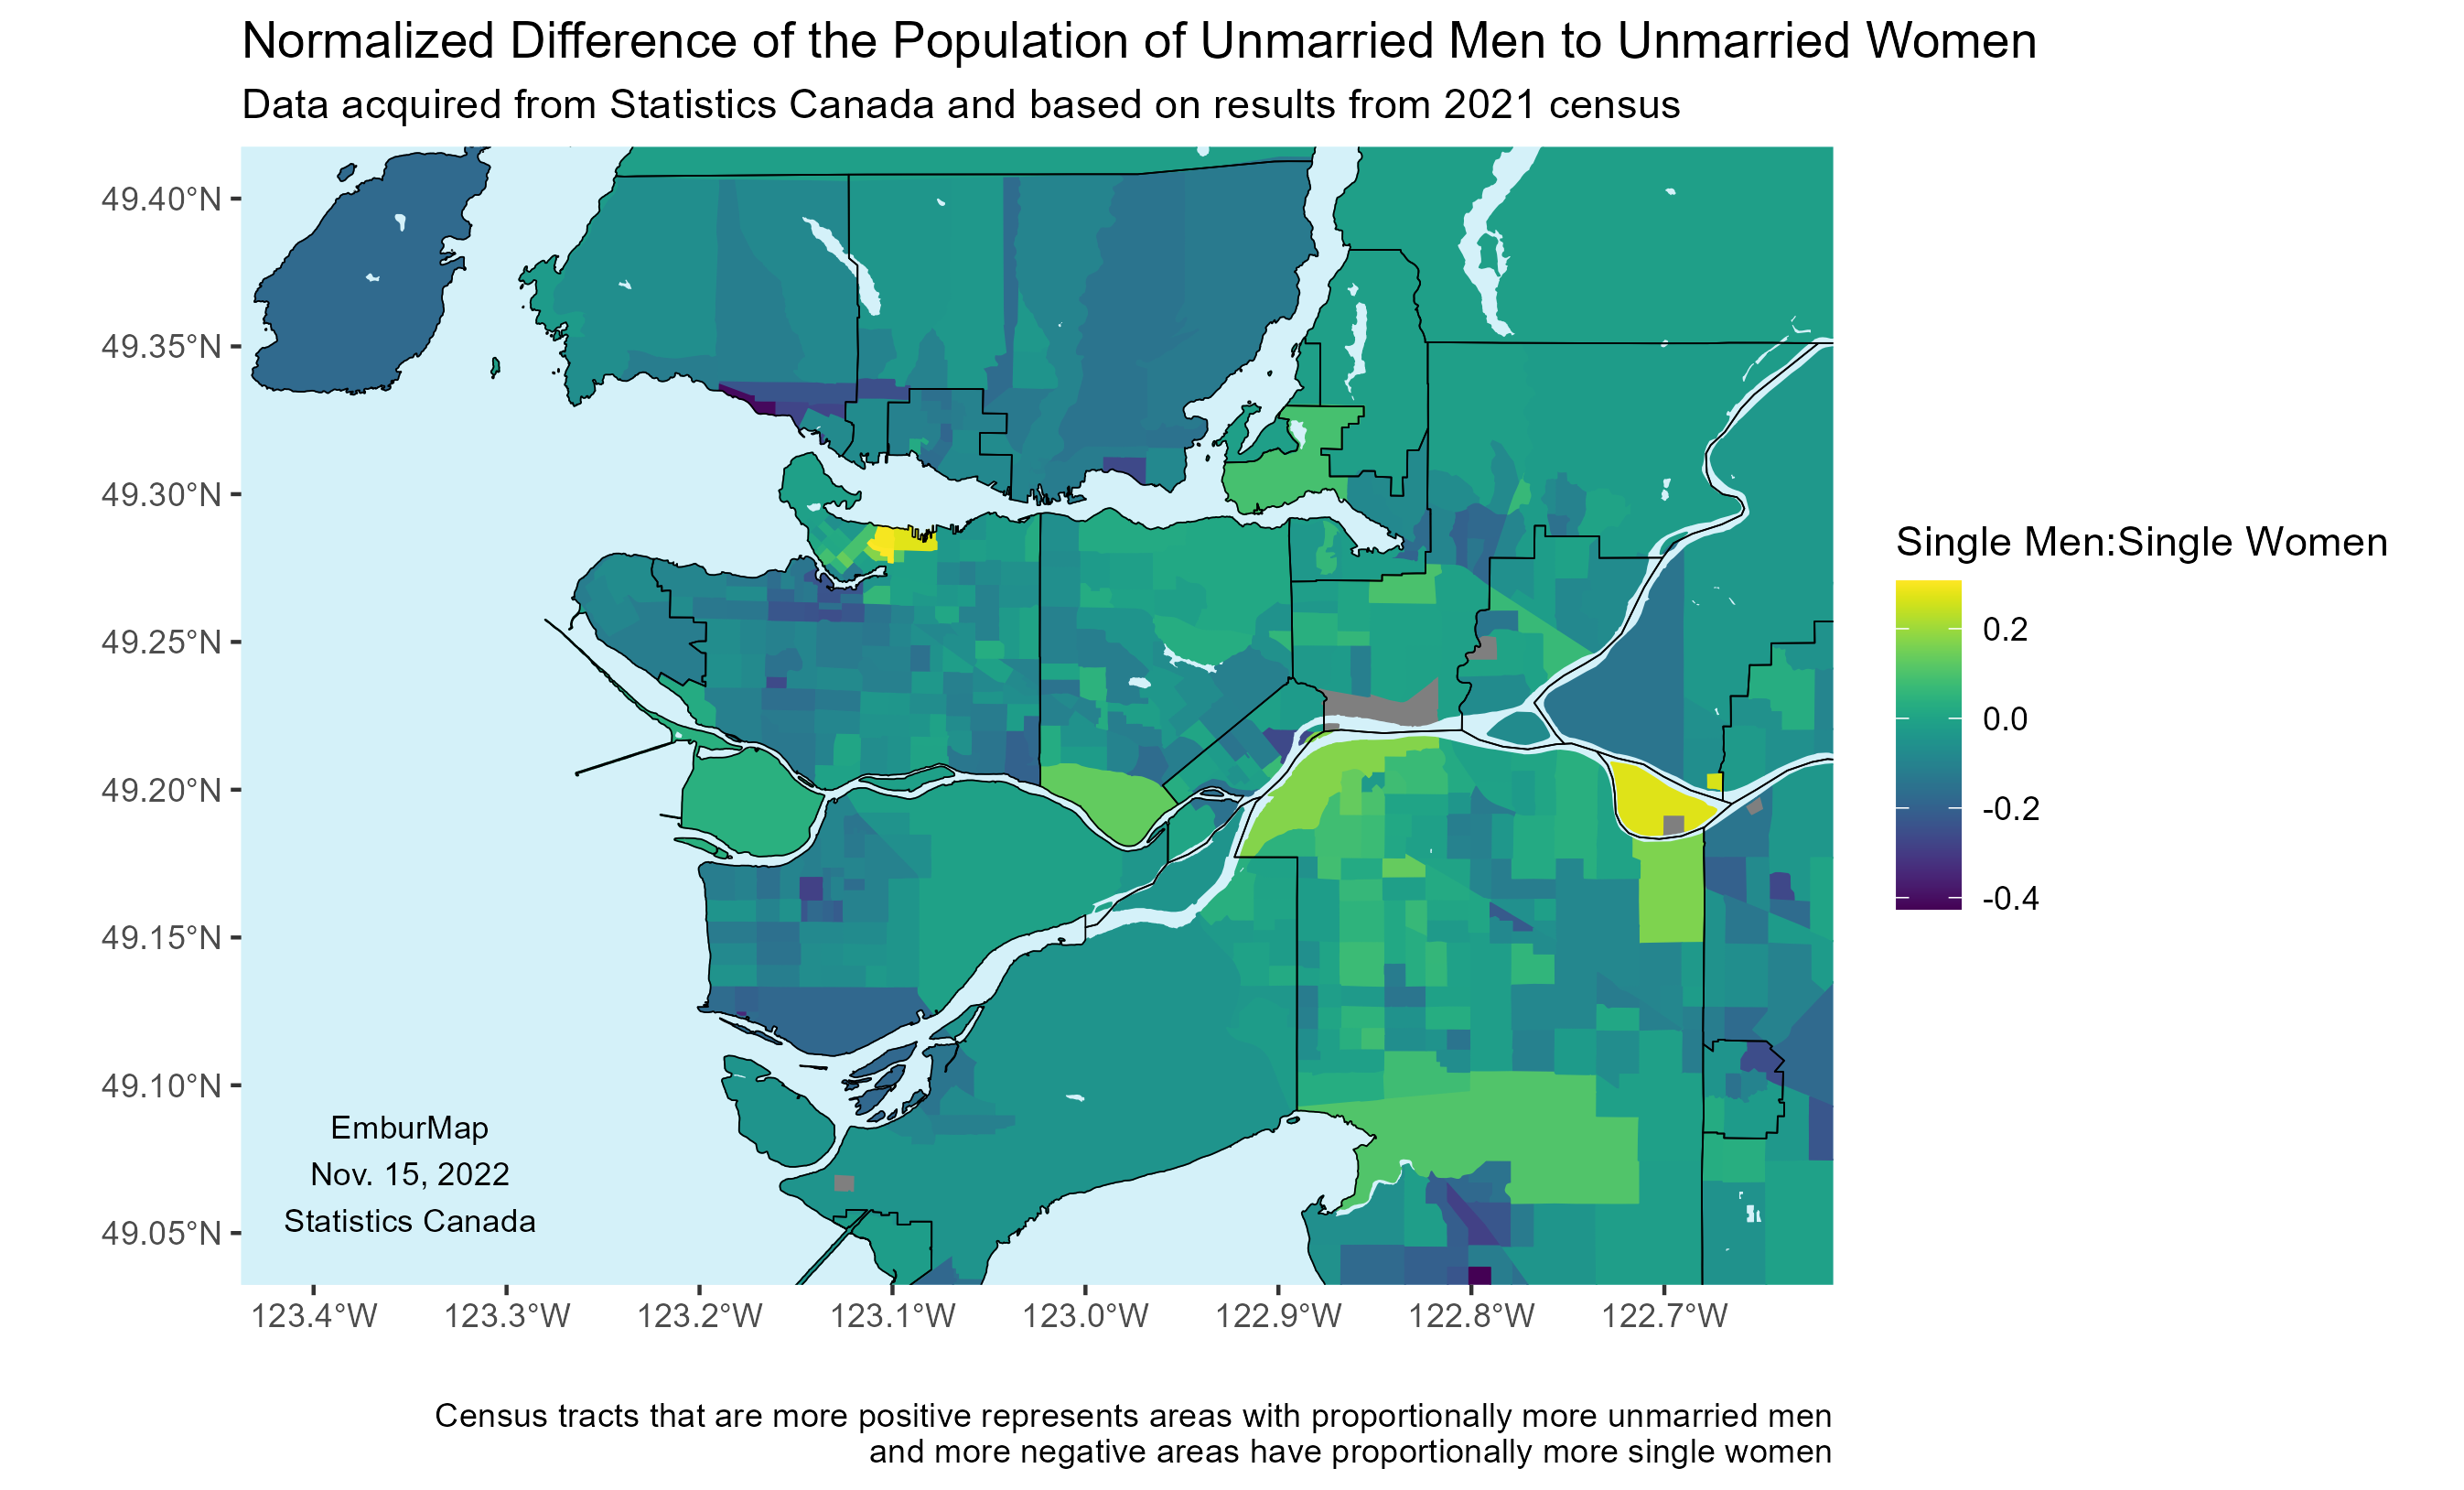 Normalized Difference of the Population of Unmarried Men to Unmarried Women
Data acquired from Statistics Canada and based on results from 2021 census
49.40°N
49.35°N
49.30°N
49.25°N
49.20°N
49.15°N
49.10°N
49.05°N
EmburMap
Nov. 15, 2022
Statistics Canada
123.4°W 123.3°W 123.2°W 123.1°W 123.0°W 122.9°W 122.8°W 122.7°W
Single Men:Single Women
0.2
0.0
-0.2
-0.4
Census tracts that are more positive represents areas with proportionally more unmarried men
and more negative areas have proportionally more single women